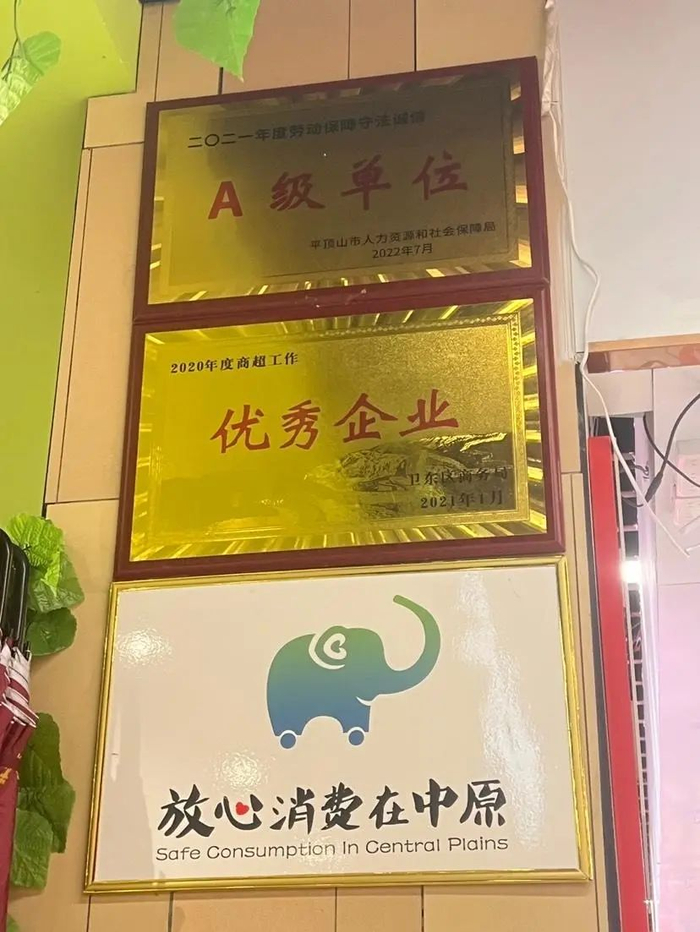 二〇二一年度劳动保障守法诚信
A级单位
平顶山市人力资源和社会保障局
2022年7月
2020年度商超工作
优秀企业
卫东区商务局
2021年1月
放心消费在中原
Safe Consumption In Central Plains